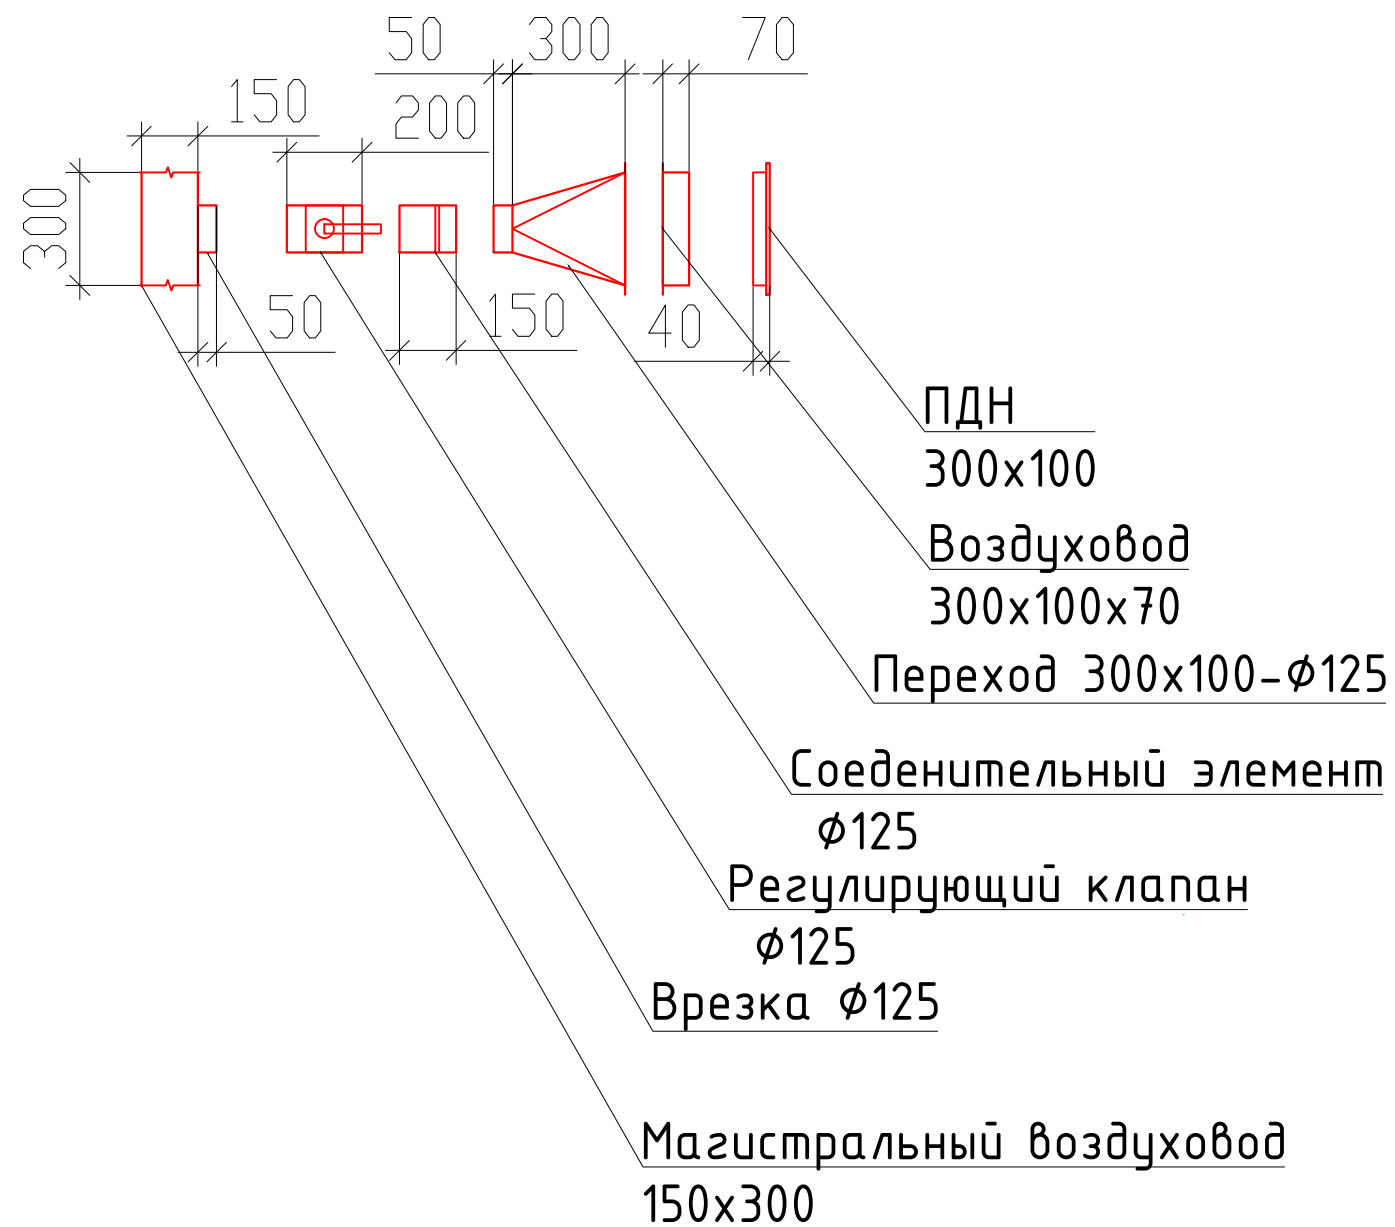 50 300 70
150 200
300
50 150 40
ПДН
300х100
Воздуховод
300х100х70
Переход 300х100-Ф125
Соеденительный элемент
Ф125
Регулирующий клапан
Ф125
Врезка Ф125
Магистральный воздуховод
150х300